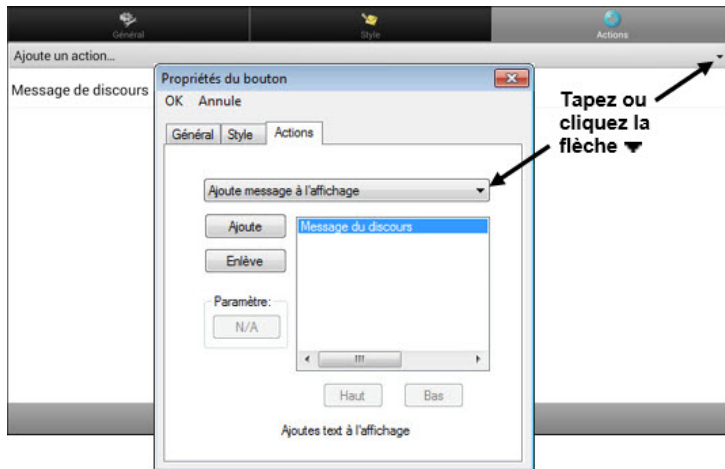 Général
Style
Actions
Ajoute un action...
Message de discours
Propriétés du bouton
OK Annule
Général Style Actions
Ajoute message à l'affichage
Ajoute
Message du discours
Enlève
Paramètre:
N/A
Haut Bas
Ajoutes text à l'affichage
Tapez ou
cliquez la
flèche